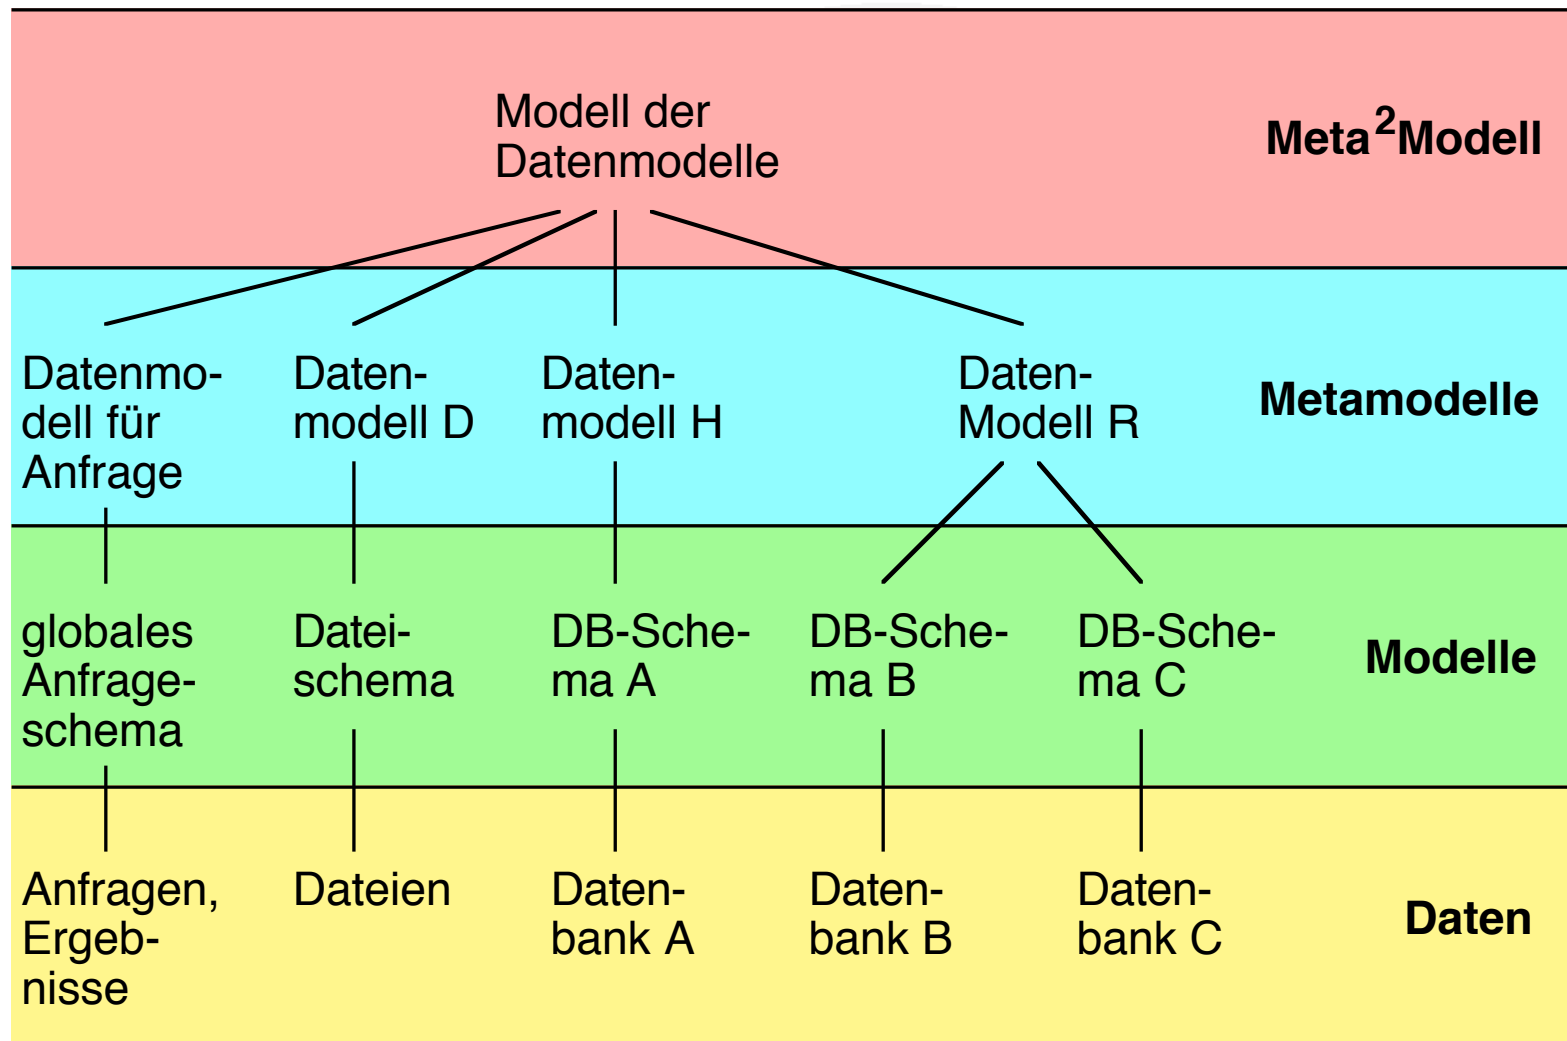 Modell der
Datenmodelle
Meta²Modell
Datenmo-
dell für
Anfrage
Daten-
modell D
Daten-
modell H
Daten-
Modell R
Metamodelle
globales
Anfrage-
schema
Datei-
schema
DB-Sche-
ma A
DB-Sche-
ma B
DB-Sche-
ma C
Modelle
Anfragen,
Ergeb-
nisse
Dateien
Daten-
bank A
Daten-
bank B
Daten-
bank C
Daten